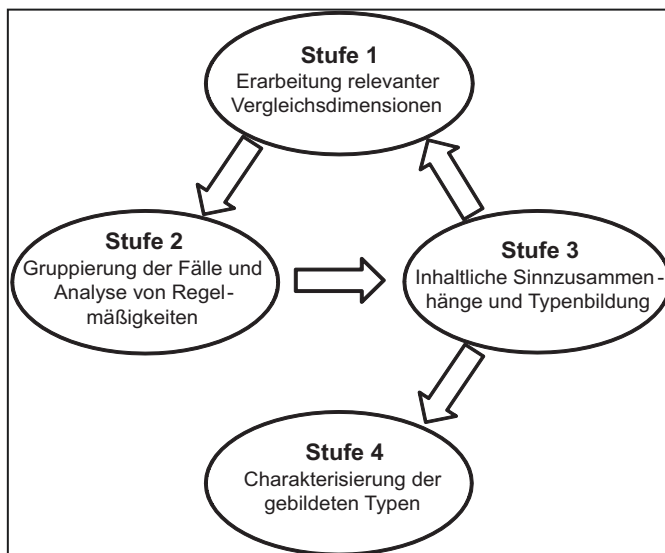 Stufe 1
Erarbeitung relevanter
Vergleichsdimensionen
Stufe 2
Gruppierung der Fälle und
Analyse von Regel-
mäßigkeiten
Stufe 3
Inhaltliche Sinnzusammen-
hänge und Typenbildung
Stufe 4
Charakterisierung der
gebildeten Typen